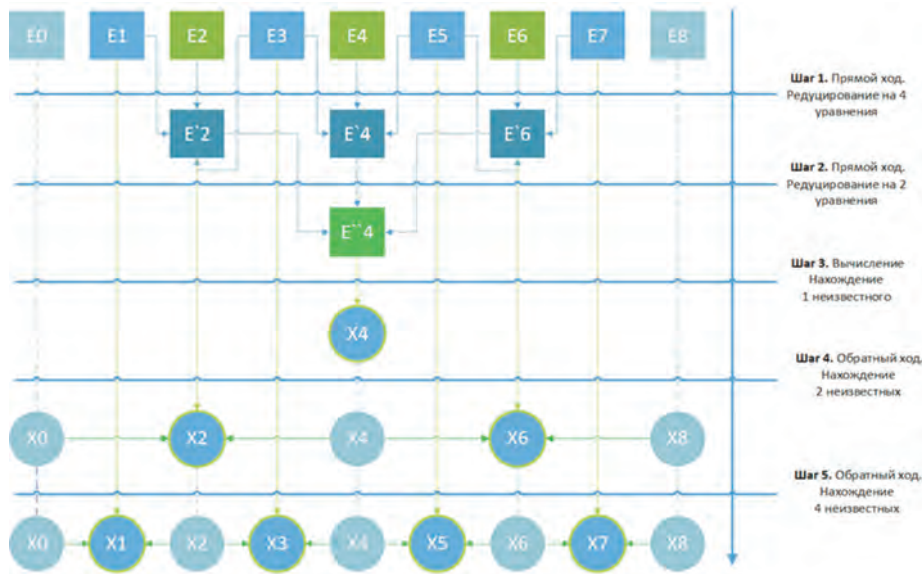 E0 E1 E2 E3 E4 E5 E6 E7 E8
Шаг 1. Прямой ход.
Редуцирование на 4
уравнения
E`2 E`4 E`6
Шаг 2. Прямой ход.
Редуцирование на 2
уравнения
E``4
Шаг 3. Вычисление
Нахождение
1 неизвестного
X4
Шаг 4. Обратный ход.
Нахождение
2 неизвестных
X0 X2 X4 X6 X8
Шаг 5. Обратный ход.
Нахождение
4 неизвестных
X0 X1 X2 X3 X4 X5 X6 X7 X8